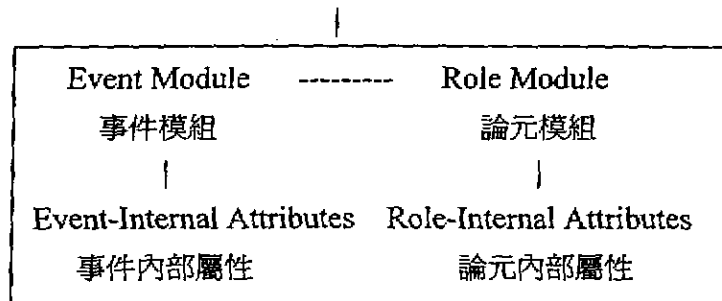 Event Module --------- Role Module
事件模組 論元模組
Event-Internal Attributes Role-Internal Attributes
事件內部屬性 論元內部屬性